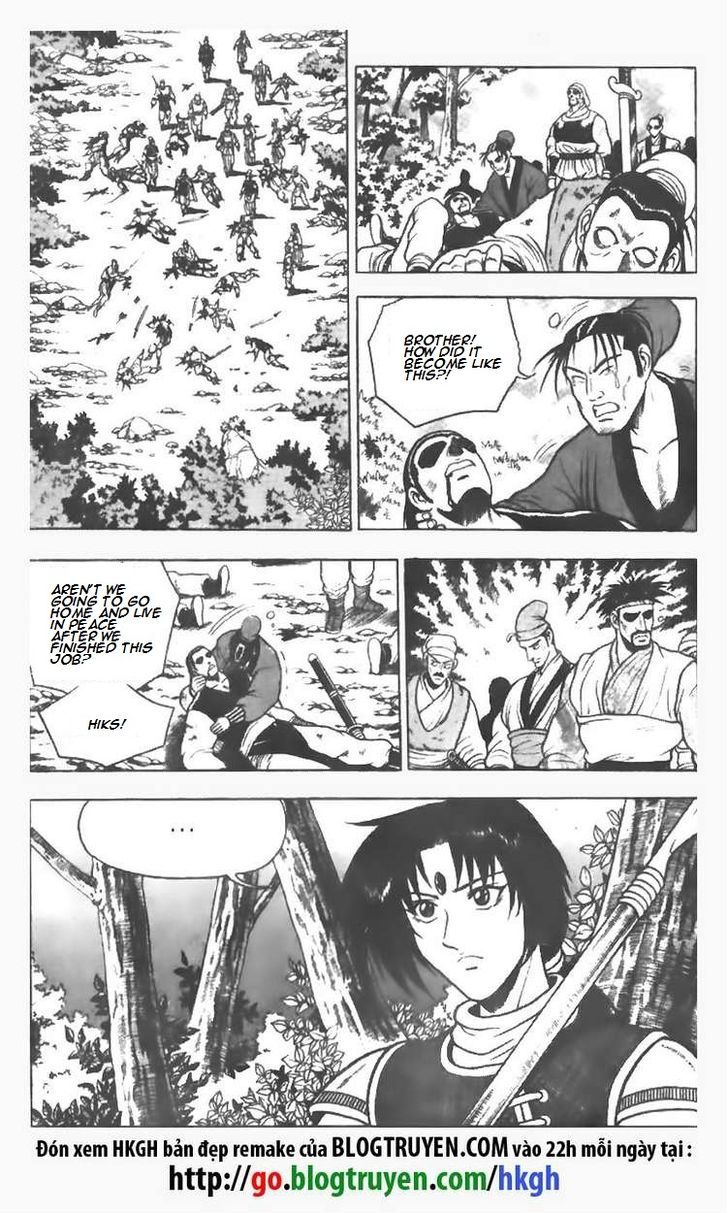 BROTHER!
HOW DID IT
BECOME LIKE
THIS?!
AREN'T WE
GOING TO GO
HOME AND LIVE
IN PEACE
AFTER WE
FINISHED THIS
JOB?
HIKS!
...
Đón xem HKGH bản đẹp remake của BLOGTRUYEN.COM vào 22h mỗi ngày tại :
http://go.blogtruyen.com/hkgh